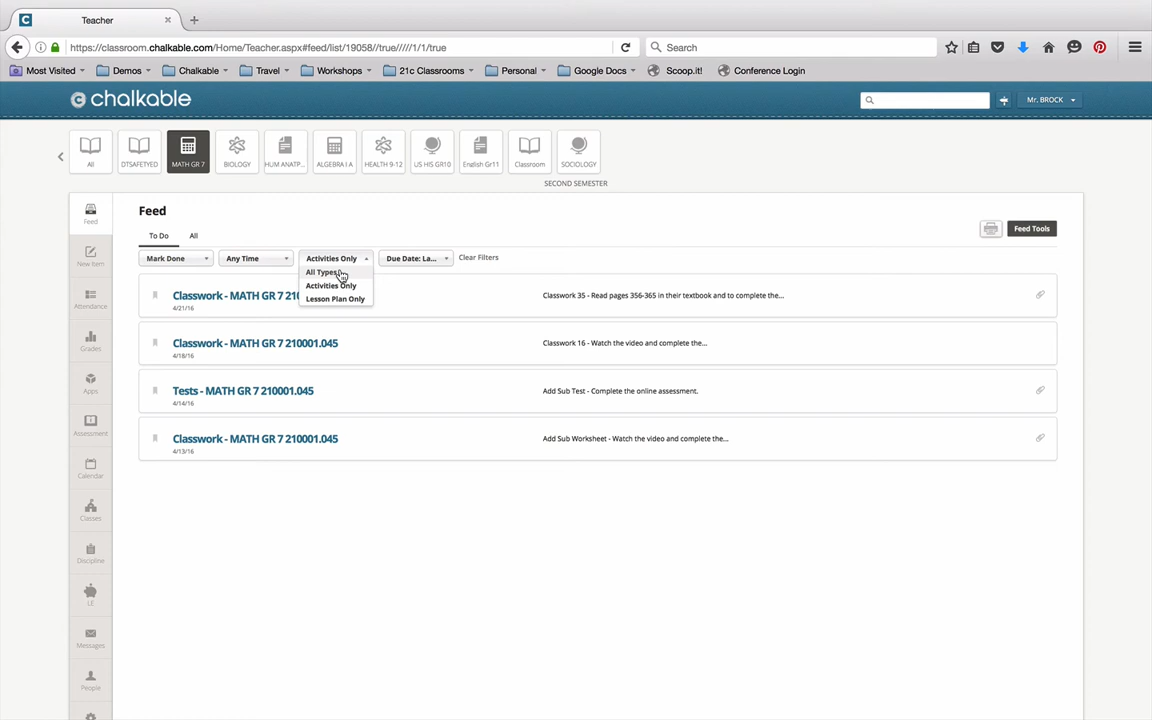 Teacher
https://classroom.chalkable.com/Home/Teacher.aspx#feed/list/19058//true/////1/1/true
Search
Most Visited
Demos
Chalkable
Travel
Workshops
21c Classrooms
Personal
Google Docs
Scoop.it!
Conference Login
chalkable
Mr. BROCK
All
DTSAFETYED
MATH GR 7
BIOLOGY
HUM ANATP...
ALGEBRA I A
HEALTH 9-12
US HIS GR10
English Gr11
Classroom
SOCIOLOGY
SECOND SEMESTER
Feed
New Item
Attendance
Grades
Apps
Assessment
Calendar
Classes
Discipline
LE
Messages
People
Feed
To Do
All
Feed Tools
Mark Done
Any Time
Activities Only
Due Date: La...
Clear Filters
All Types
Activities Only
Lesson Plan Only
Classwork - MATH GR 7 210
4/21/16
Classwork 35 - Read pages 356-365 in their textbook and to complete the...
Classwork - MATH GR 7 210001.045
4/18/16
Classwork 16 - Watch the video and complete the...
Tests - MATH GR 7 210001.045
4/14/16
Add Sub Test - Complete the online assessment.
Classwork - MATH GR 7 210001.045
4/13/16
Add Sub Worksheet - Watch the video and complete the...